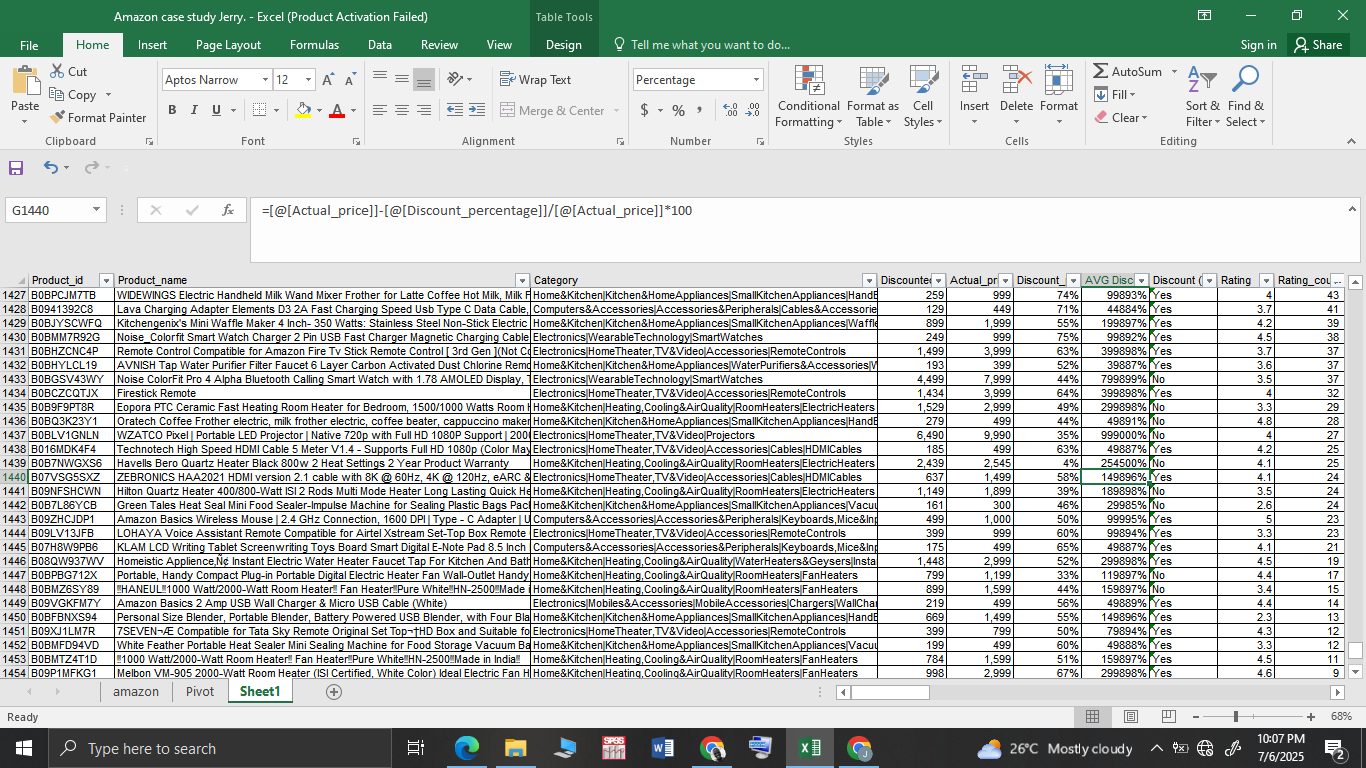 Amazon case study Jerry. - Excel (Product Activation Failed)
Table Tools
File Home Insert Page Layout Formulas Data Review View Design Tell me what you want to do... Sign in Share
Paste Cut Copy Format Painter
Aptos Narrow 12
B I U A
Wrap Text
Merge & Center
Percentage
$ % ,
Conditional Formatting Format as Table Cell Styles
Insert Delete Format
AutoSum Fill Clear
Sort & Filter Find & Select
Clipboard Font Alignment Number Styles Cells Editing
G1440 fx =[@[Actual_price]]-[@[Discount_percentage]]/[@[Actual_price]]*100
Product_id Product_name Category Discounte Actual_pr Discount_ AVG Disc Discount ( Rating Rating_cou
1427 B0BPCJM7TB WIDEWINGS Electric Handheld Milk Wand Mixer Frother for Latte Coffee Hot Milk, Milk F Home&Kitchen|Kitchen&HomeAppliances|SmallKitchenAppliances|HandB 259 999 74% 99893% Yes 4 43
1428 B0941392C8 Lava Charging Adapter Elements D3 2A Fast Charging Speed Usb Type C Data Cable, Computers&Accessories|Accessories&Peripherals|Cables&Accessorie 129 449 71% 44884% Yes 3.7 41
1429 B0BJYSCWFQ Kitchengenix's Mini Waffle Maker 4 Inch- 350 Watts: Stainless Steel Non-Stick Electric Home&Kitchen|Kitchen&HomeAppliances|SmallKitchenAppliances|Waffle 899 1,999 55% 199897% Yes 4.2 39
1430 B0BMM7R92G Noise_Colorfit Smart Watch Charger 2 Pin USB Fast Charger Magnetic Charging Cable Electronics|WearableTechnology|SmartWatches 249 999 75% 99892% Yes 4.5 38
1431 B0BHZCNC4P Remote Control Compatible for Amazon Fire Tv Stick Remote Control [ 3rd Gen ](Not Co Electronics|HomeTheater,TV&Video|Accessories|RemoteControls 1,499 3,999 63% 399898% Yes 3.7 37
1432 B0BHYLCL19 AVNISH Tap Water Purifier Filter Faucet 6 Layer Carbon Activated Dust Chlorine Remo Home&Kitchen|Kitchen&HomeAppliances|WaterPurifiers&Accessories|W 193 399 52% 39887% Yes 3.6 37
1433 B0BGSV43WY Noise ColorFit Pro 4 Alpha Bluetooth Calling Smart Watch with 1.78 AMOLED Display, T Electronics|WearableTechnology|SmartWatches 4,499 7,999 44% 799899% No 3.5 37
1434 B0BCZCQTJX Firestick Remote Electronics|HomeTheater,TV&Video|Accessories|RemoteControls 1,434 3,999 64% 399898% Yes 4 32
1435 B0B9F9PT8R Eopora PTC Ceramic Fast Heating Room Heater for Bedroom, 1500/1000 Watts Room H Home&Kitchen|Heating,Cooling&AirQuality|RoomHeaters|ElectricHeaters 1,529 2,999 49% 299898% No 3.3 29
1436 B0BQ3K23Y1 Oratech Coffee Frother electric, milk frother electric, coffee beater, cappuccino maker Home&Kitchen|Kitchen&HomeAppliances|SmallKitchenAppliances|HandB 279 499 44% 49891% No 4.8 28
1437 B0BLV1GNLN WZATCO Pixel | Portable LED Projector | Native 720p with Full HD 1080P Support | 200 Electronics|HomeTheater,TV&Video|Projectors 6,490 9,990 35% 999000% No 4 27
1438 B016MDK4F4 Technotech High Speed HDMI Cable 5 Meter V1.4 - Supports Full HD 1080p (Color May Electronics|HomeTheater,TV&Video|Accessories|Cables|HDMICables 185 499 63% 49887% Yes 4.2 25
1439 B0B7NWGXS6 Havells Bero Quartz Heater Black 800w 2 Heat Settings 2 Year Product Warranty Home&Kitchen|Heating,Cooling&AirQuality|RoomHeaters|ElectricHeaters 2,439 2,545 4% 254500% No 4.1 25
1440 B07VSG5SXZ ZEBRONICS HAA2021 HDMI version 2.1 cable with 8K @ 60Hz, 4K @ 120Hz, eARC & Electronics|HomeTheater,TV&Video|Accessories|Cables|HDMICables 637 1,499 58% 149896% Yes 4.1 24
1441 B09NFSHCWN Hilton Quartz Heater 400/800-Watt ISI 2 Rods Multi Mode Heater Long Lasting Quick He Home&Kitchen|Heating,Cooling&AirQuality|RoomHeaters|ElectricHeaters 1,149 1,899 39% 189898% No 3.5 24
1442 B0B7L86YCB Green Tales Heat Seal Mini Food Sealer-Impulse Machine for Sealing Plastic Bags Pack Home&Kitchen|Kitchen&HomeAppliances|SmallKitchenAppliances|Vacuu 161 300 46% 29985% No 2.6 24
1443 B09ZHCJDP1 Amazon Basics Wireless Mouse | 2.4 GHz Connection, 1600 DPI | Type - C Adapter | U Computers&Accessories|Accessories&Peripherals|Keyboards,Mice&Inp 499 1,000 50% 99995% Yes 5 23
1444 B09LV13JFB LOHAYA Voice Assistant Remote Compatible for Airtel Xstream Set-Top Box Remote Electronics|HomeTheater,TV&Video|Accessories|RemoteControls 399 999 60% 99894% Yes 3.3 23
1445 B07H8W9PB6 KLAM LCD Writing Tablet Screenwriting Toys Board Smart Digital E-Note Pad 8.5 Inch Computers&Accessories|Accessories&Peripherals|Keyboards,Mice&Inp 175 499 65% 49887% Yes 4.1 21
1446 B08QW937WV Homeistic Applience‚Ñ¢ Instant Electric Water Heater Faucet Tap For Kitchen And Bath Home&Kitchen|Kitchen&HomeAppliances|WaterHeaters&Geysers|Insta 1,448 2,999 52% 299898% Yes 4.5 19
1447 B0BPBG712X Portable, Handy Compact Plug-in Portable Digital Electric Heater Fan Wall-Outlet Handy Home&Kitchen|Heating,Cooling&AirQuality|RoomHeaters|FanHeaters 799 1,199 33% 119897% No 4.4 17
1448 B0BMZ6SY89 !!HANEUL!!1000 Watt/2000-Watt Room Heater!! Fan Heater!!Pure White!!HN-2500!!Made i Home&Kitchen|Heating,Cooling&AirQuality|RoomHeaters|FanHeaters 899 1,599 44% 159897% No 3.4 15
1449 B09VGKFM7Y Amazon Basics 2 Amp USB Wall Charger & Micro USB Cable (White) Electronics|Mobiles&Accessories|MobileAccessories|Chargers|WallChar 219 499 56% 49889% Yes 4.4 14
1450 B0BFBNXS94 Personal Size Blender, Portable Blender, Battery Powered USB Blender, with Four Bla Home&Kitchen|Kitchen&HomeAppliances|SmallKitchenAppliances|HandB 669 1,499 55% 149896% Yes 2.3 13
1451 B09XJ1LM7R 7SEVEN¬Æ Compatible for Tata Sky Remote Original Set Top¬†HD Box and Suitable fo Electronics|HomeTheater,TV&Video|Accessories|RemoteControls 399 799 50% 79894% Yes 4.3 12
1452 B0BMFD94VD White Feather Portable Heat Sealer Mini Sealing Machine for Food Storage Vacuum Ba Home&Kitchen|Kitchen&HomeAppliances|SmallKitchenAppliances|Vacuu 199 499 60% 49888% Yes 3.3 12
1453 B0BMTZ4T1D !!1000 Watt/2000-Watt Room Heater!! Fan Heater!!Pure White!!HN-2500!!Made in India!! Home&Kitchen|Heating,Cooling&AirQuality|RoomHeaters|FanHeaters 784 1,599 51% 159897% Yes 4.5 11
1454 B09P1MFKG1 Melbon VM-905 2000-Watt Room Heater (ISI Certified, White Color) Ideal Electric Fan H Home&Kitchen|Heating,Cooling&AirQuality|RoomHeaters|FanHeaters 998 2,999 67% 299898% Yes 4.6 9
amazon Pivot Sheet1
Ready 68%
Type here to search
SPSS
26°C Mostly cloudy
10:07 PM
7/6/2025
2